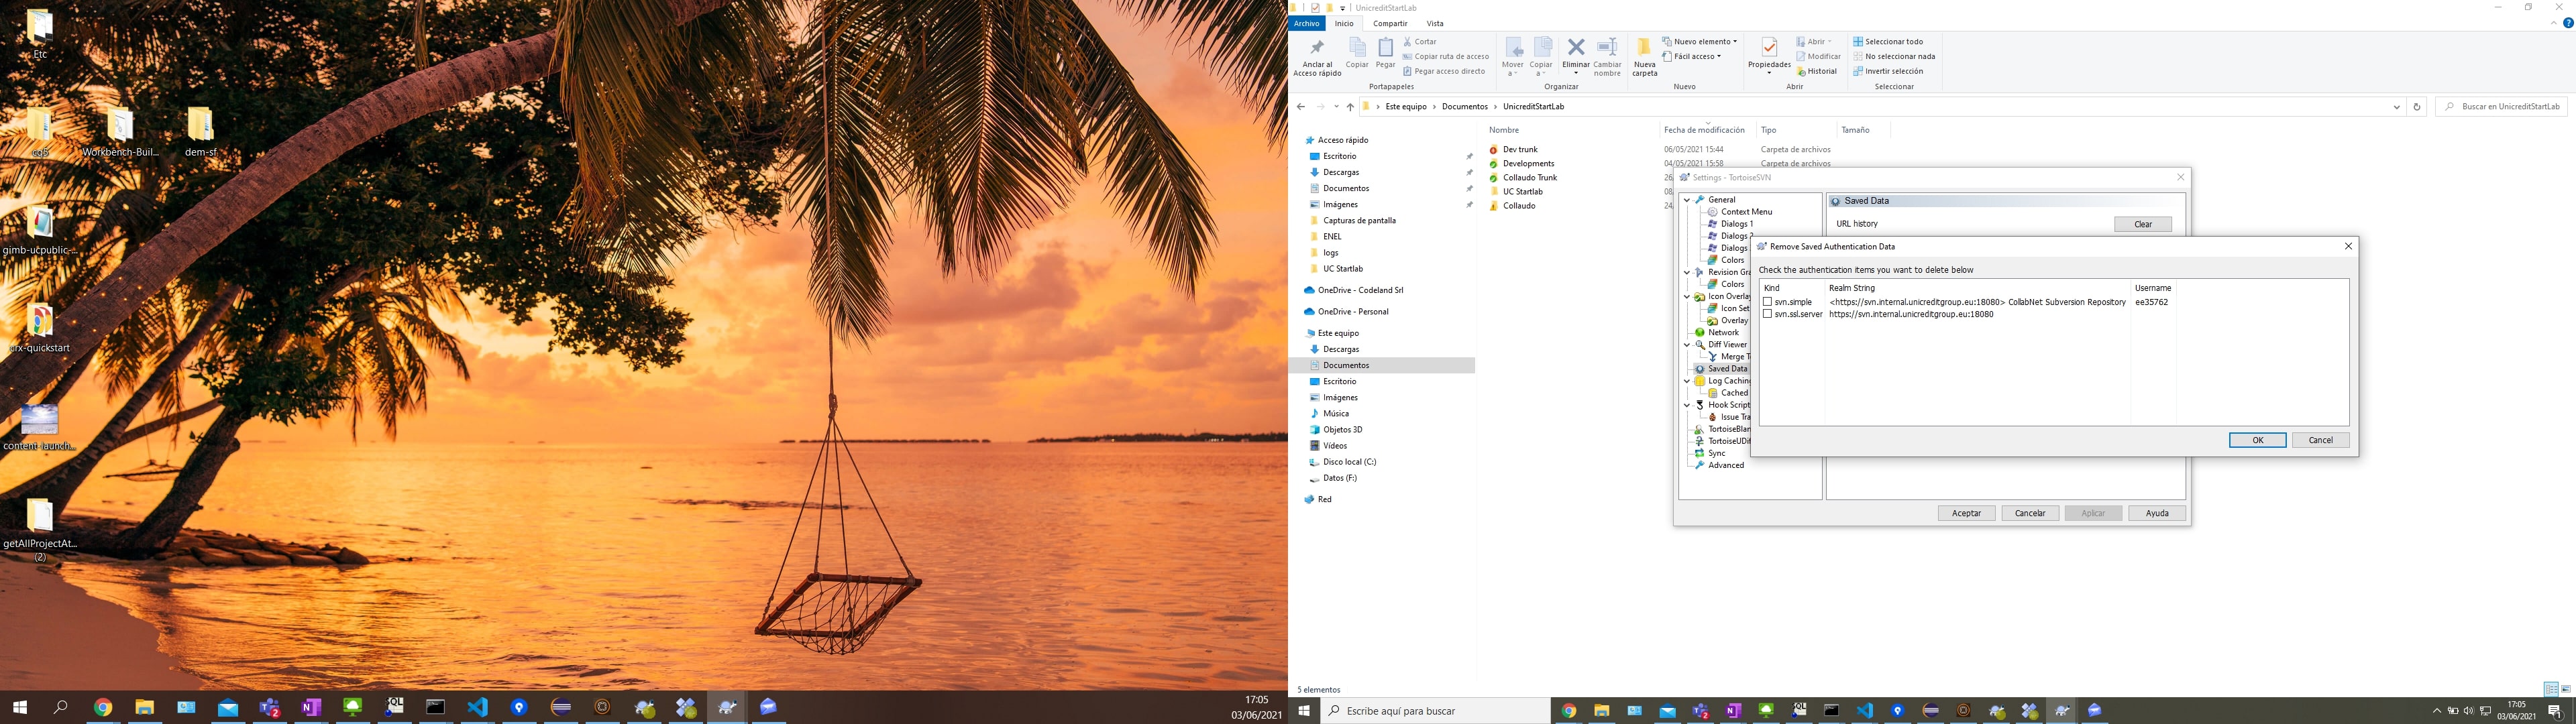 Etc
cq5
Workbench-Buil...
dem-sf
gimb-ucpublic-...
crx-quickstart
content-launch...
getAllProjectAt...
(2)
17:05
03/06/2021
UnicreditStartLab
Archivo
Inicio
Compartir
Vista
Anclar al
Acceso rápido
Copiar
Pegar
Cortar
Copiar ruta de acceso
Pegar acceso directo
Portapapeles
Mover
a
Copiar
a
Eliminar
Cambiar
nombre
Organizar
Nueva
carpeta
Nuevo elemento
Fácil acceso
Nuevo
Propiedades
Abrir
Modificar
Historial
Abrir
Seleccionar todo
No seleccionar nada
Invertir selección
Seleccionar
Este equipo > Documentos > UnicreditStartLab
Buscar en UnicreditStartLab
Acceso rápido
Escritorio
Descargas
Documentos
Imágenes
Capturas de pantalla
ENEL
logs
UC Startlab
OneDrive - Codeland Srl
OneDrive - Personal
Este equipo
Descargas
Documentos
Escritorio
Imágenes
Música
Objetos 3D
Vídeos
Disco local (C:)
Datos (F:)
Red
Nombre
Fecha de modificación
Tipo
Tamaño
Dev trunk 06/05/2021 15:44 Carpeta de archivos
Developments 04/05/2021 15:58 Carpeta de archivos
Collaudo Trunk 26
UC Startlab 08
Collaudo 24
Settings - TortoiseSVN
General
Context Menu
Dialogs 1
Dialogs 2
Dialogs
Colors
Revision Gra
Colors
Icon Overlay
Icon Set
Overlay
Network
Diff Viewer
Merge T
Saved Data
Log Caching
Cached
Hook Script
Issue Tra
TortoiseBlam
TortoiseUDif
Sync
Advanced
Saved Data
URL history
Clear
Aceptar
Cancelar
Aplicar
Ayuda
Remove Saved Authentication Data
Check the authentication items you want to delete below
Kind Realm String Username
svn.simple <https://svn.internal.unicreditgroup.eu:18080> CollabNet Subversion Repository ee35762
svn.ssl.server https://svn.internal.unicreditgroup.eu:18080
OK
Cancel
5 elementos
Escribe aquí para buscar
17:05
03/06/2021